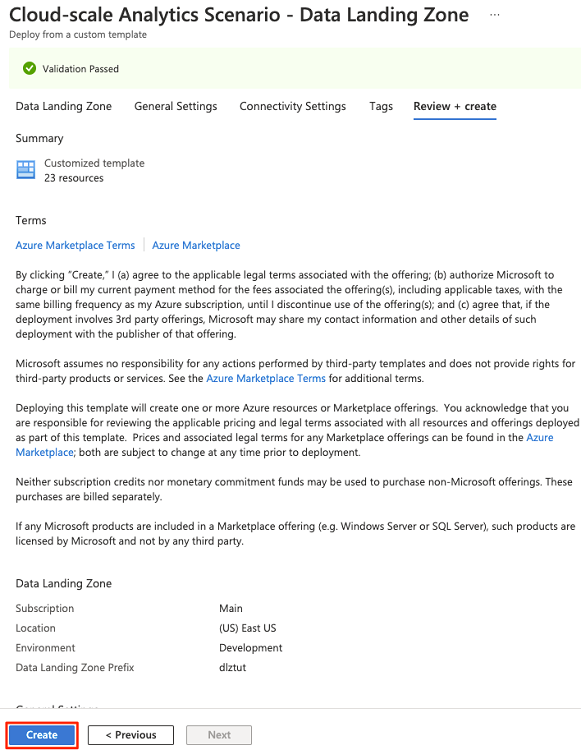 Cloud-scale Analytics Scenario - Data Landing Zone ...
Deploy from a custom template
Validation Passed
Data Landing Zone General Settings Connectivity Settings Tags Review + create
Summary
Customized template
23 resources
Terms
Azure Marketplace Terms Azure Marketplace
By clicking “Create,” I (a) agree to the applicable legal terms associated with the offering; (b) authorize Microsoft to
charge or bill my current payment method for the fees associated the offering(s), including applicable taxes, with
the same billing frequency as my Azure subscription, until I discontinue use of the offering(s); and (c) agree that, if the
deployment involves 3rd party offerings, Microsoft may share my contact information and other details of such
deployment with the publisher of that offering.
Microsoft assumes no responsibility for any actions performed by third-party templates and does not provide rights for
third-party products or services. See the Azure Marketplace Terms for additional terms.
Deploying this template will create one or more Azure resources or Marketplace offerings. You acknowledge that you
are responsible for reviewing the applicable pricing and legal terms associated with all resources and offerings deployed
as part of this template. Prices and associated legal terms for any Marketplace offerings can be found in the Azure
Marketplace; both are subject to change at any time prior to deployment.
Neither subscription credits nor monetary commitment funds may be used to purchase non-Microsoft offerings. These
purchases are billed separately.
If any Microsoft products are included in a Marketplace offering (e.g. Windows Server or SQL Server), such products are
licensed by Microsoft and not by any third party.
Data Landing Zone
Subscription Main
Location (US) East US
Environment Development
Data Landing Zone Prefix dlztut
General Settings
Create < Previous Next